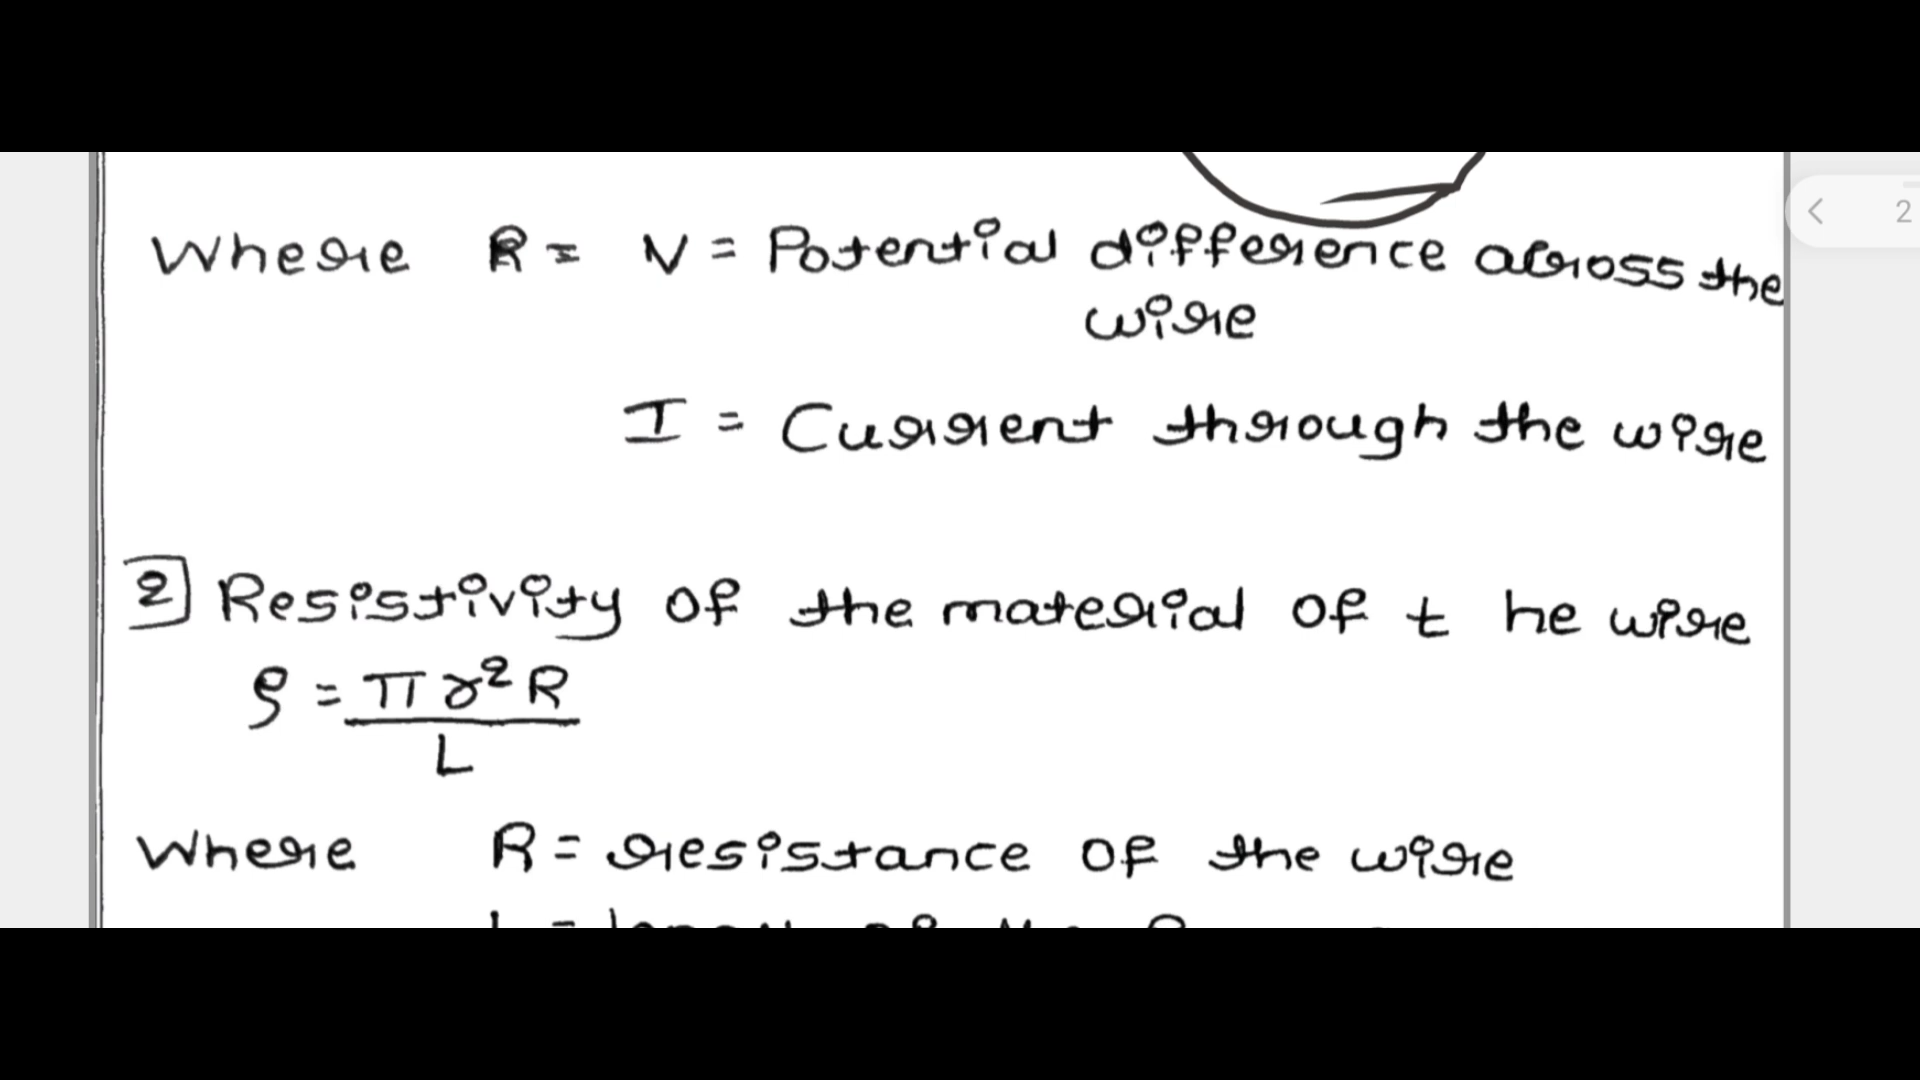 Where R = V = Potential difference across the
wire
I = Current through the wire
2 Resistivity of the material of t he wire
ρ = πr²R
L
Where R = resistance of the wire
2